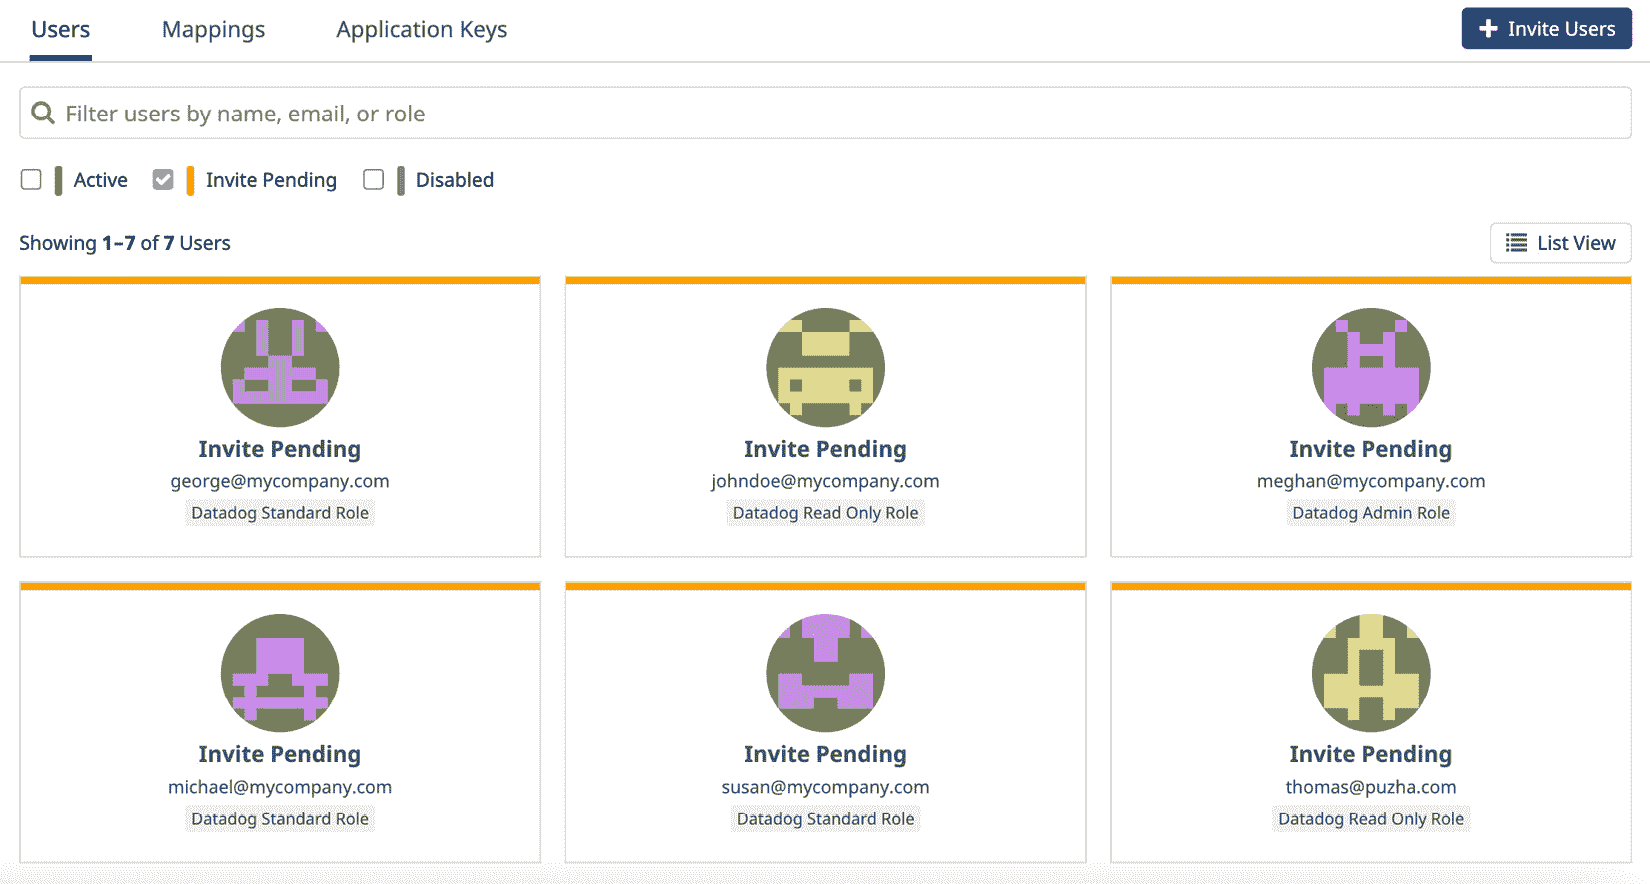 Users Mappings Application Keys Invite Users
Filter users by name, email, or role
Active Invite Pending Disabled
Showing 1–7 of 7 Users List View
Invite Pending
george@mycompany.com
Datadog Standard Role
Invite Pending
johndoe@mycompany.com
Datadog Read Only Role
Invite Pending
meghan@mycompany.com
Datadog Admin Role
Invite Pending
michael@mycompany.com
Datadog Standard Role
Invite Pending
susan@mycompany.com
Datadog Standard Role
Invite Pending
thomas@puzha.com
Datadog Read Only Role